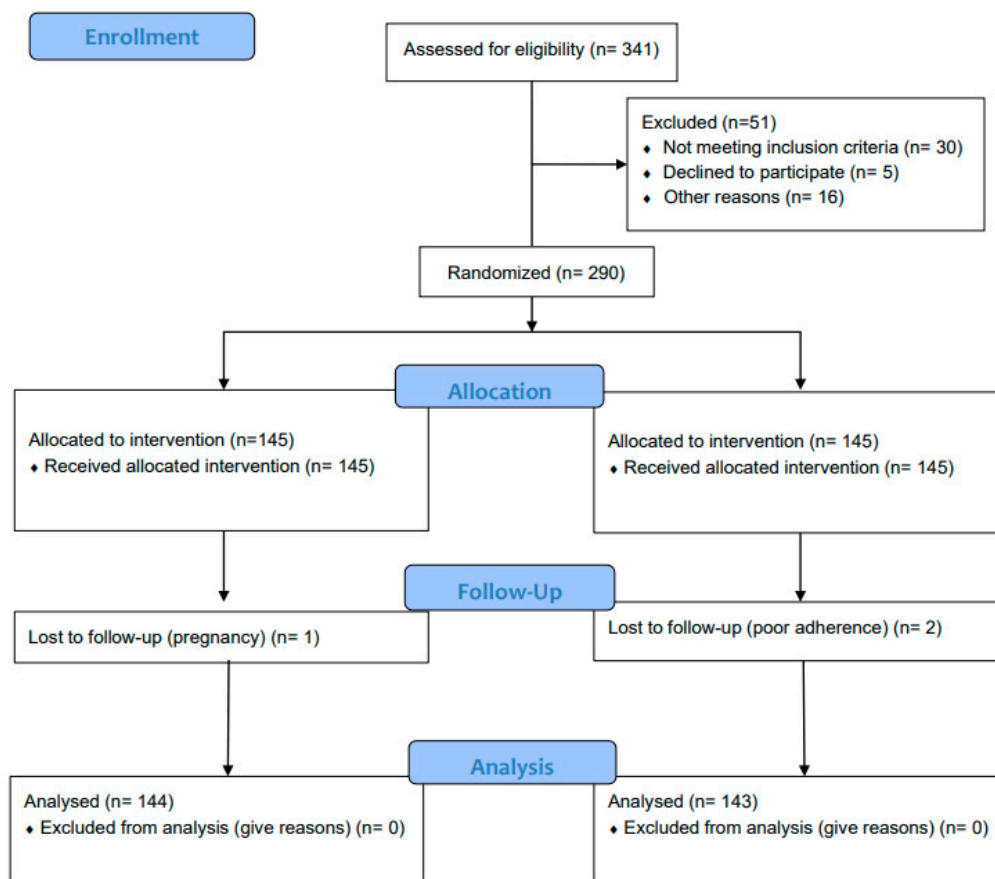 Enrollment
Assessed for eligibility (n= 341)
Excluded (n=51)
♦ Not meeting inclusion criteria (n= 30)
♦ Declined to participate (n= 5)
♦ Other reasons (n= 16)
Randomized (n= 290)
Allocation
Allocated to intervention (n=145)
♦ Received allocated intervention (n= 145)
Allocated to intervention (n= 145)
♦ Received allocated intervention (n= 145)
Follow-Up
Lost to follow-up (pregnancy) (n= 1)
Lost to follow-up (poor adherence) (n= 2)
Analysis
Analysed (n= 144)
♦ Excluded from analysis (give reasons) (n= 0)
Analysed (n= 143)
♦ Excluded from analysis (give reasons) (n= 0)